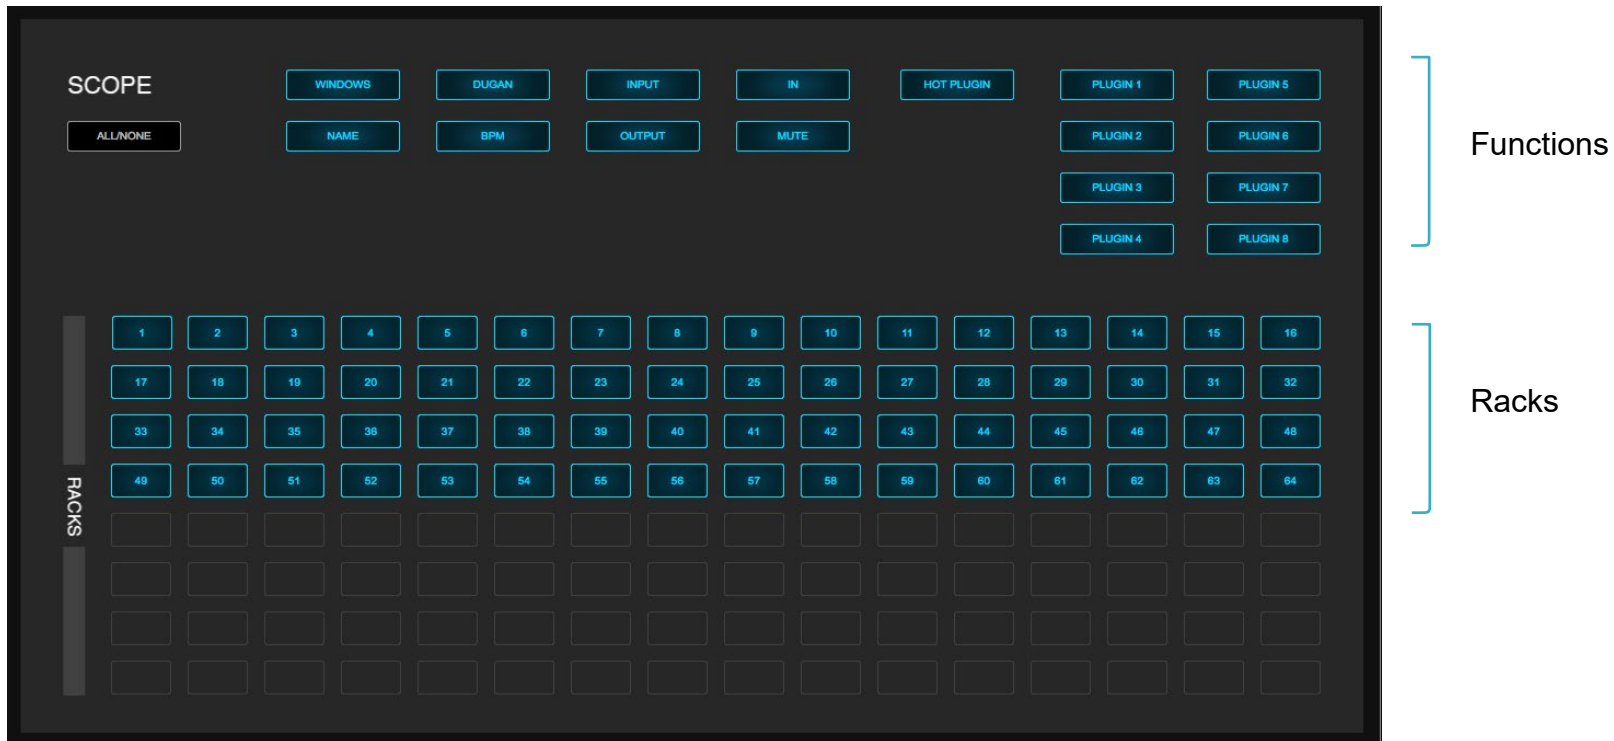 SCOPE WINDOWS DUGAN INPUT IN HOT PLUGIN PLUGIN 1 PLUGIN 5
ALL/NONE NAME BPM OUTPUT MUTE PLUGIN 2 PLUGIN 6
PLUGIN 3 PLUGIN 7
PLUGIN 4 PLUGIN 8
Functions
1 2 3 4 5 6 7 8 9 10 11 12 13 14 15 16
17 18 19 20 21 22 23 24 25 26 27 28 29 30 31 32
33 34 35 36 37 38 39 40 41 42 43 44 45 46 47 48
49 50 51 52 53 54 55 56 57 58 59 60 61 62 63 64
RACKS
Racks